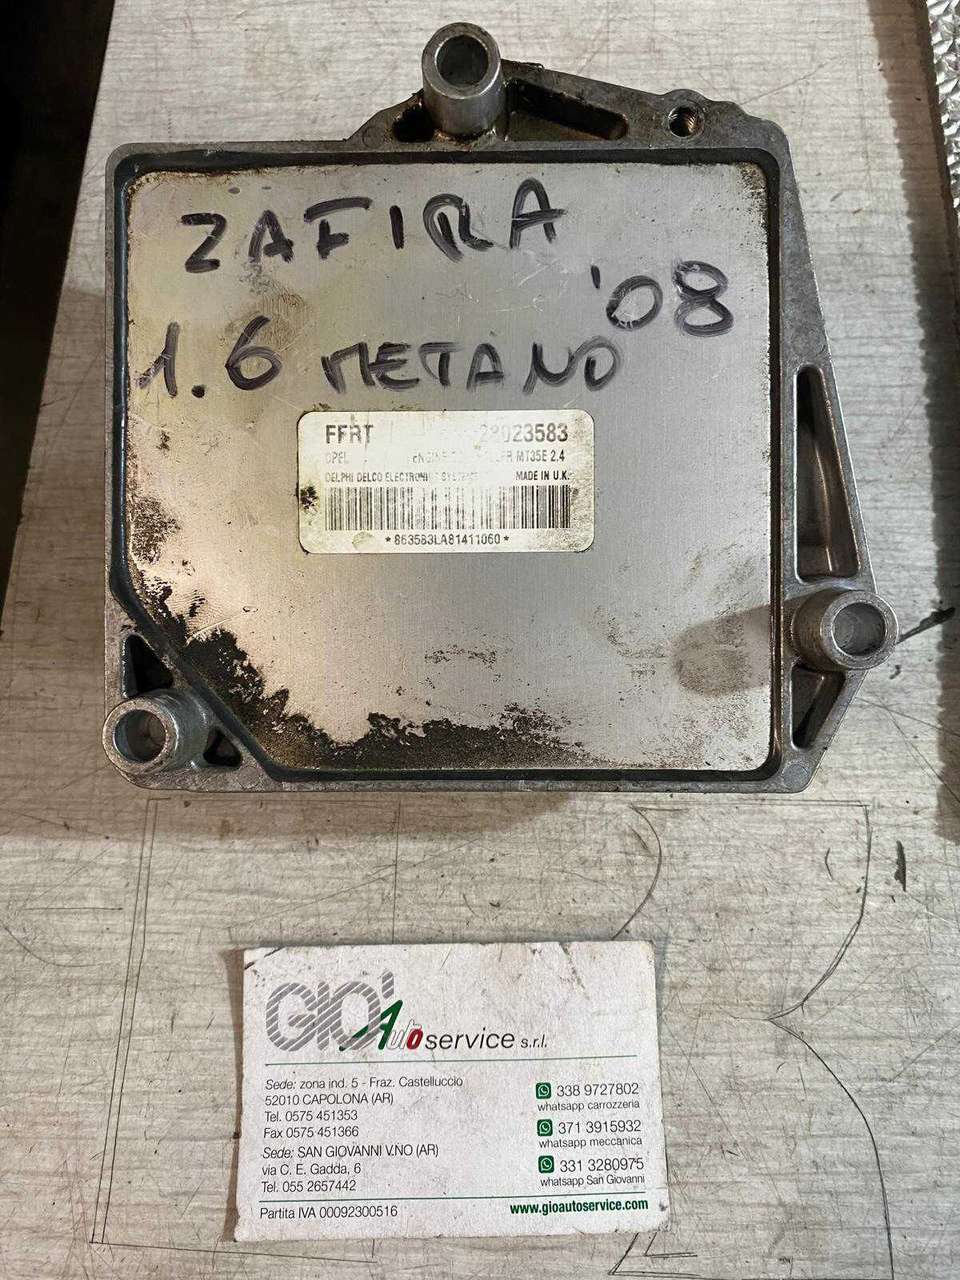 ZAFIRA
'08
1.6 METANO
FFRT 28023583
OPEL MT35E 2.4
DELPHI DELCO ELECTRONICS MADE IN U.K.
*863583LA81411060*
GIO' Auto service s.r.l.
Sede: zona ind. 5 - Fraz. Castelluccio
52010 CAPOLONA (AR)
Tel. 0575 451353
Fax 0575 451366
Sede: SAN GIOVANNI V.NO (AR)
via C. E. Gadda, 6
Tel. 055 2657442
338 9727802
whatsapp carrozzeria
371 3915932
whatsapp meccanica
331 3280975
whatsapp San Giovanni
Partita IVA 00092300516
www.gioautoservice.com